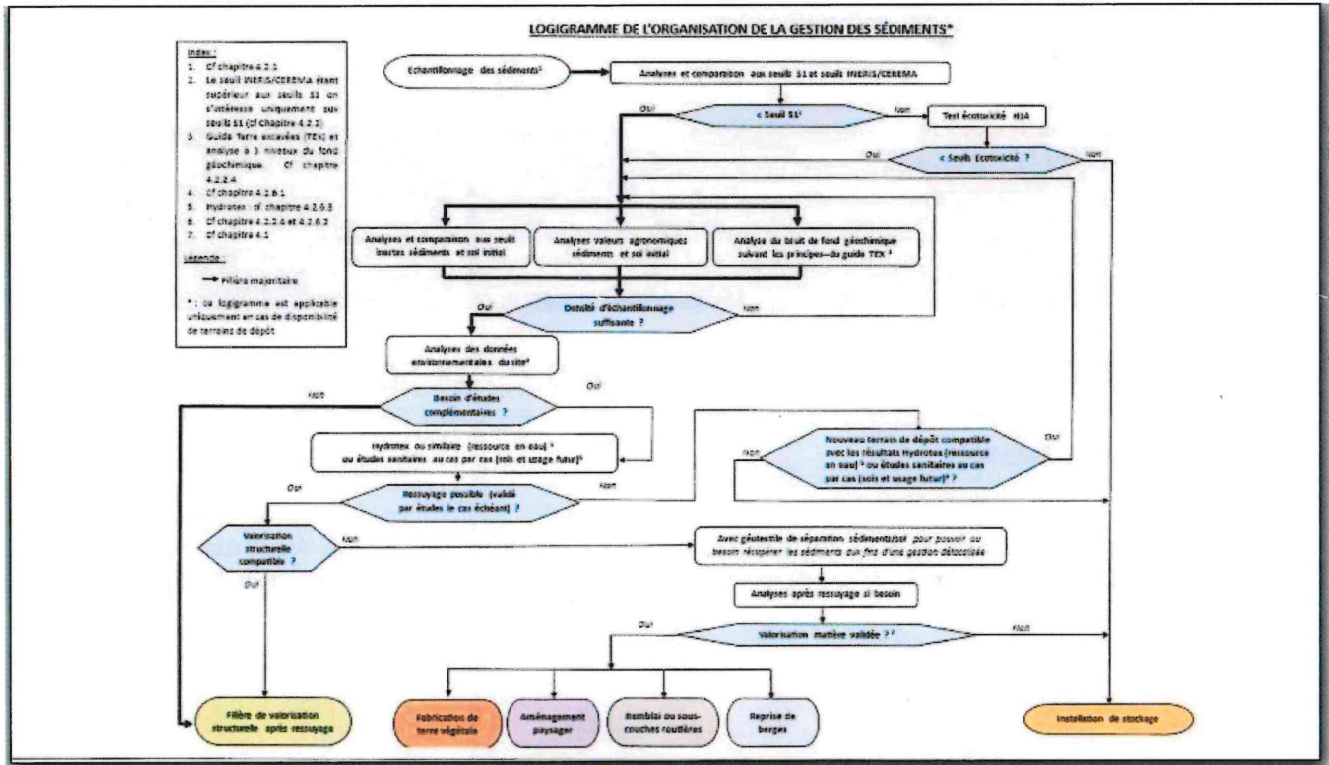 LOGIGRAMME DE L'ORGANISATION DE LA GESTION DES SÉDIMENTS*
Index :
1. Cf chapitre 4.2.1
2. Le seuil INERIS/CEREMA étant
supérieur aux seuils S1 on
s'intéresse uniquement aux
seuils S1 (cf Chapitre 4.2.2)
3. Guide Terre excavées (TEX) et
analyse à 3 niveaux du fond
géochimique. Cf chapitre
4.2.2.4
4. Cf chapitre 4.2.6.1
5. Hydrotex : cf chapitre 4.2.6.3
6. Cf chapitre 4.2.2.4 et 4.2.6.2
7. Cf chapitre 4.1
Légende :
Filière majoritaire
* : ce logigramme est applicable
uniquement en cas de disponibilité
de terrains de dépôt
Echantillonnage des sédiments¹
Analyses et comparaison aux seuils S1 et seuils INERIS/CEREMA
Oui
< Seuil S1²
Non
Test écotoxicité H14
Oui
< Seuils Ecotoxicité ?
Non
Analyses et comparaison aux seuil
inertes sédiments et sol initial
Analyses valeurs agronomiques
sédiments et sol initial
Analyse du bruit de fond géochimique
suivant les principes du guide TEX ³
Oui
Densité d'échantillonnage
suffisante ?
Non
Analyses des données
environnementales du site⁴
Non
Besoin d'études
complémentaires ?
Oui
Hydrotex ou similaire (ressource en eau) ⁵
ou études sanitaires au cas par cas (sols et usage futur)⁶
Non
Nouveau terrain de dépôt compatible
avec les résultats Hydrotex (ressource
en eau) ⁵ ou études sanitaires au cas
par cas (sols et usage futur)⁶ ?
Oui
Oui
Ressuyage possible (validé
par études le cas échéant) ?
Non
Valorisation
structurelle
compatible ?
Non
Oui
Avec géotextile de séparation sédiments/sol pour pouvoir au
besoin récupérer les sédiments aux fins d'une gestion délocalisée
Analyses après ressuyage si besoin
Oui
Valorisation matière validée ? ⁷
Non
Filière de valorisation
structurelle après ressuyage
Fabrication de
terre végétale
Aménagement
paysager
Remblai ou sous-
couches routières
Reprise de
berges
Installation de stockage